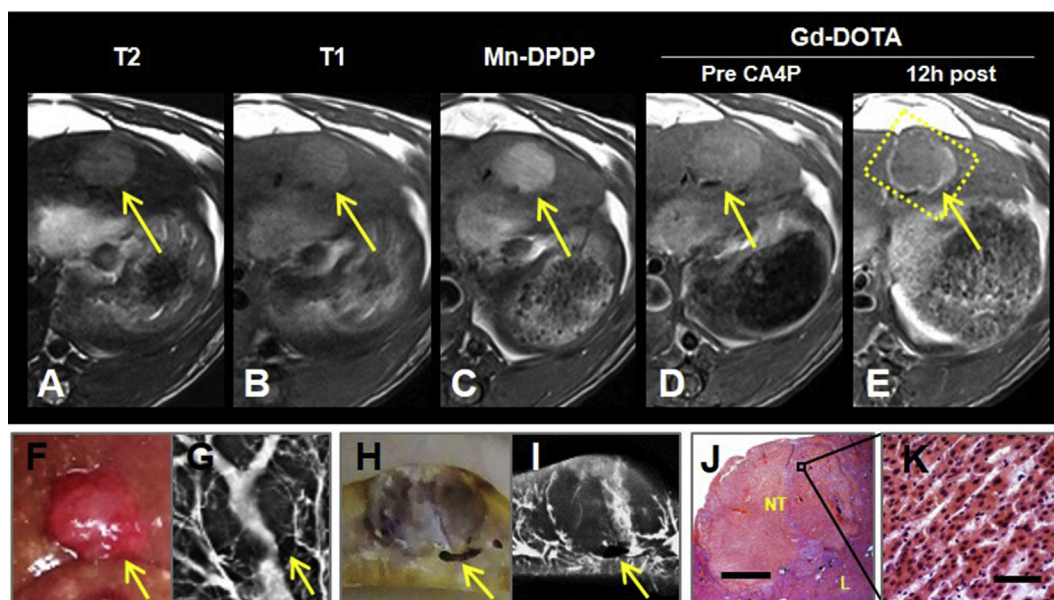 Gd-DOTA
T2 T1 Mn-DPDP Pre CA4P 12h post
A B C D E
F G H I J K
NT
L